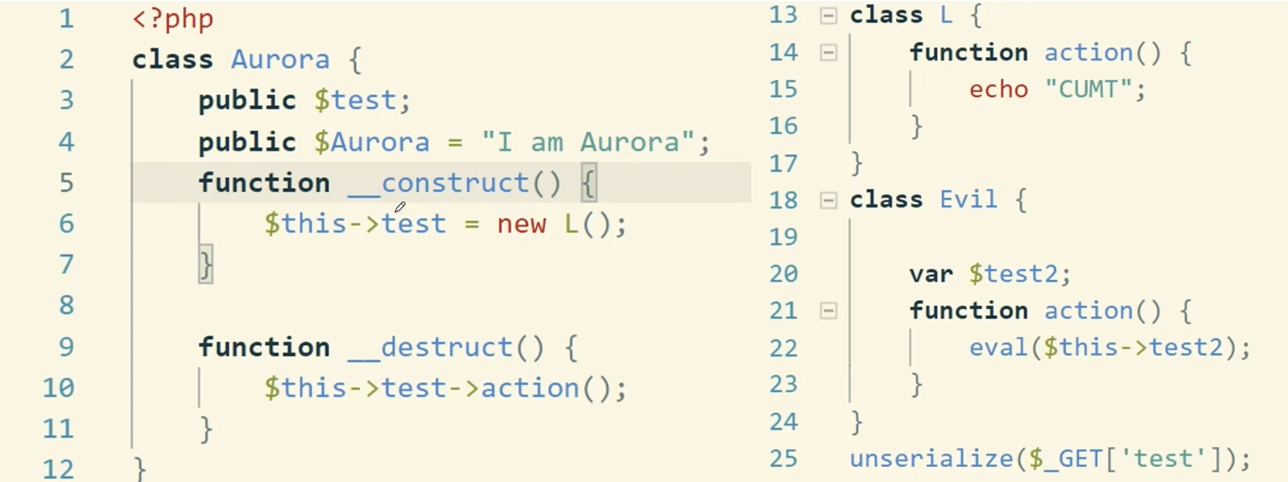 1 <?php
2 class Aurora {
3 public $test;
4 public $Aurora = "I am Aurora";
5 function __construct() {
6 $this->test = new L();
7 }
8
9 function __destruct() {
10 $this->test->action();
11 }
12 }
13 class L {
14 function action() {
15 echo "CUMT";
16 }
17 }
18 class Evil {
19
20 var $test2;
21 function action() {
22 eval($this->test2);
23 }
24 }
25 unserialize($_GET['test']);